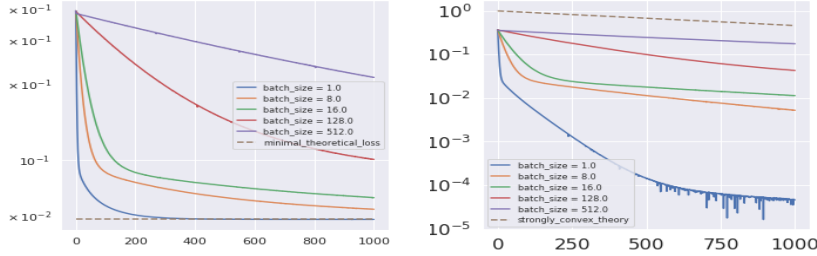 × 10⁻¹
× 10⁻¹
10⁻¹
× 10⁻²
batch_size = 1.0
batch_size = 8.0
batch_size = 16.0
batch_size = 128.0
batch_size = 512.0
minimal_theoretical_loss
0 200 400 600 800 1000
10⁰
10⁻¹
10⁻²
10⁻³
10⁻⁴
10⁻⁵
batch_size = 1.0
batch_size = 8.0
batch_size = 16.0
batch_size = 128.0
batch_size = 512.0
strongly_convex_theory
0 250 500 750 1000